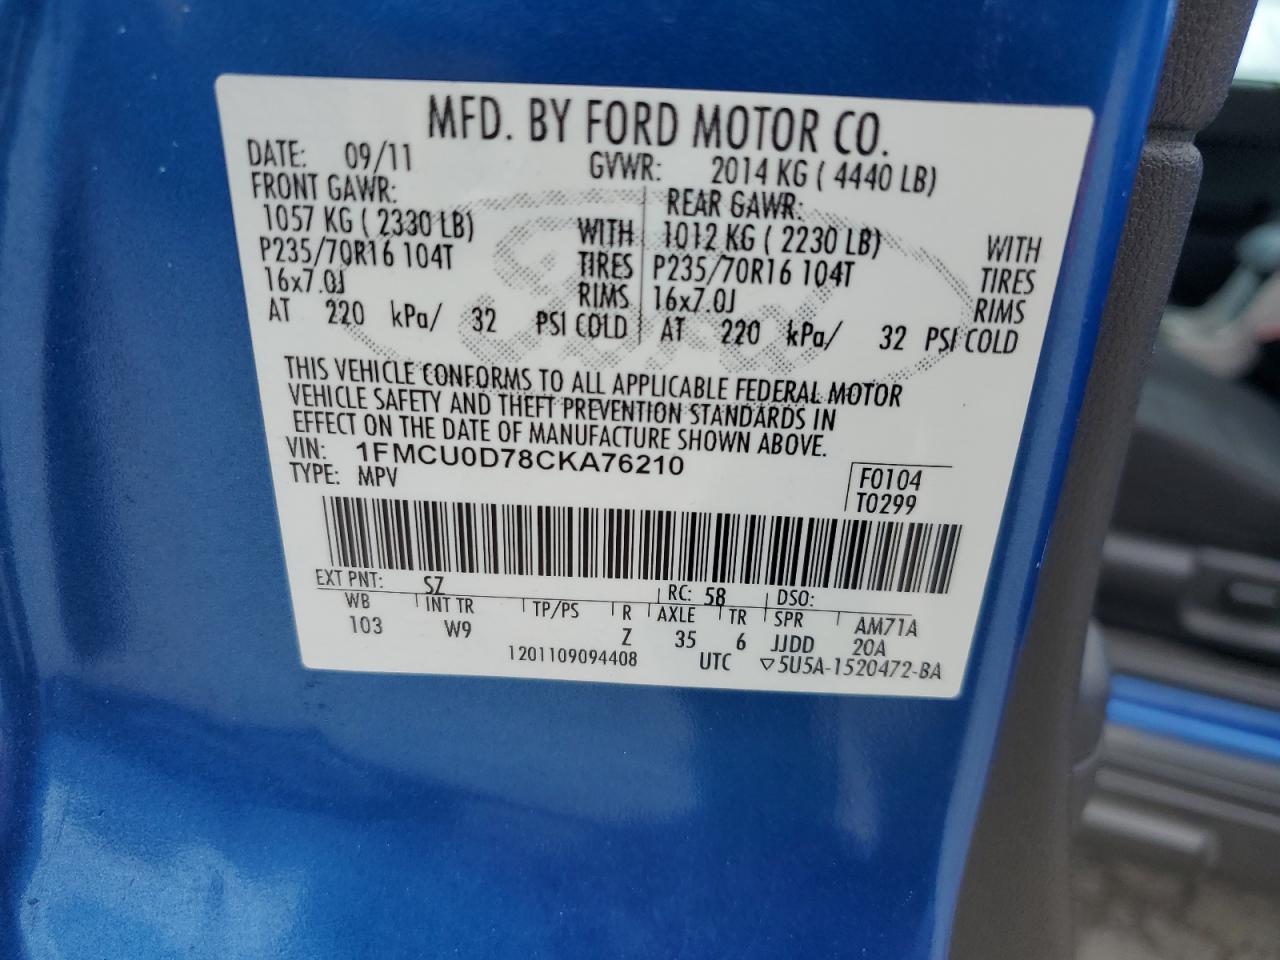 MFD. BY FORD MOTOR CO.
DATE: 09/11 GVWR: 2014 KG ( 4440 LB)
FRONT GAWR: REAR GAWR:
1057 KG ( 2330 LB) WITH 1012 KG ( 2230 LB) WITH
P235/70R16 104T TIRES P235/70R16 104T TIRES
16x7.0J RIMS 16x7.0J RIMS
AT 220 kPa/ 32 PSI COLD AT 220 kPa/ 32 PSI COLD
Ford
THIS VEHICLE CONFORMS TO ALL APPLICABLE FEDERAL MOTOR
VEHICLE SAFETY AND THEFT PREVENTION STANDARDS IN
EFFECT ON THE DATE OF MANUFACTURE SHOWN ABOVE.
VIN: 1FMCU0D78CKA76210
TYPE: MPV
F0104
T0299
EXT PNT: SZ RC: 58 DSO:
WB INT TR TP/PS R AXLE TR SPR AM71A
103 W9 Z 35 6 JJDD 20A
1201109094408 UTC ▽5U5A-1520472-BA